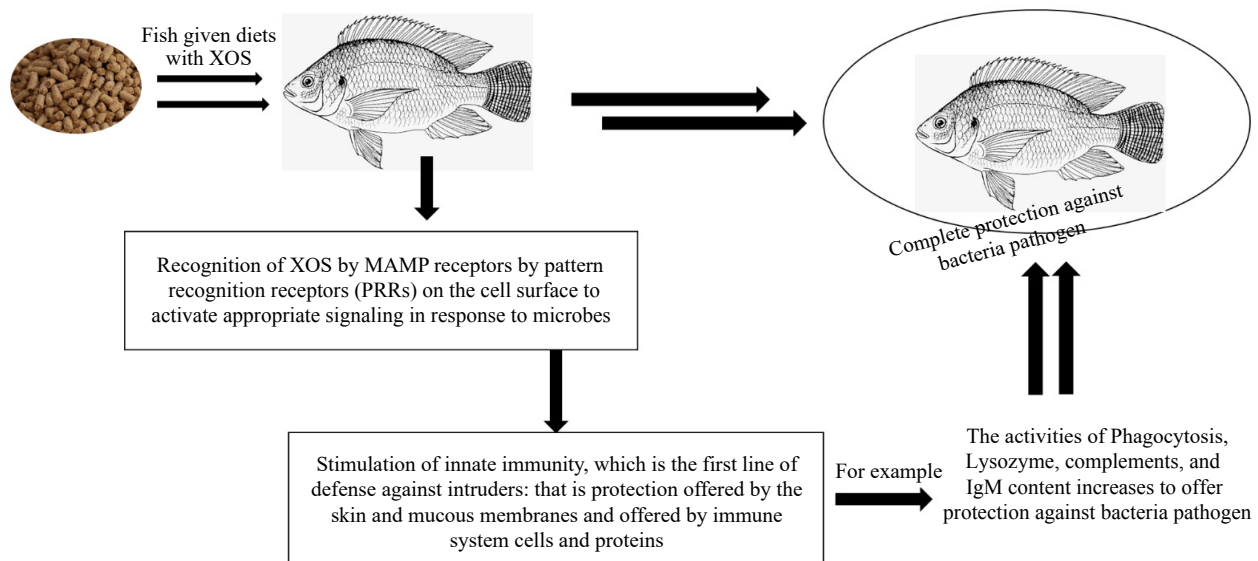 Fish given diets
with XOS
Complete protection against
bacteria pathogen
Recognition of XOS by MAMP receptors by pattern
recognition receptors (PRRs) on the cell surface to
activate appropriate signaling in response to microbes
Stimulation of innate immunity, which is the first line of
defense against intruders: that is protection offered by the
skin and mucous membranes and offered by immune
system cells and proteins
For example
The activities of Phagocytosis,
Lysozyme, complements, and
IgM content increases to offer
protection against bacteria pathogen